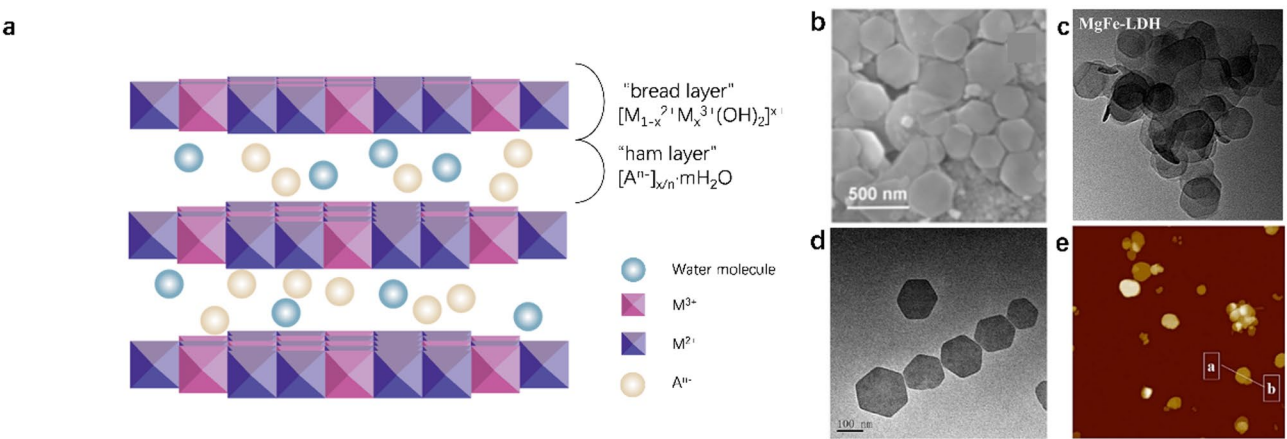 a
"bread layer"
[M₁₋ₓ²⁺Mₓ³⁺(OH)₂]ˣ⁺
"ham layer"
[Aⁿ⁻]ₓ/ₙ·mH₂O
Water molecule
M³⁺
M²⁺
Aⁿ⁻
b
500 nm
c
MgFe-LDH
d
100 nm
e
a
b